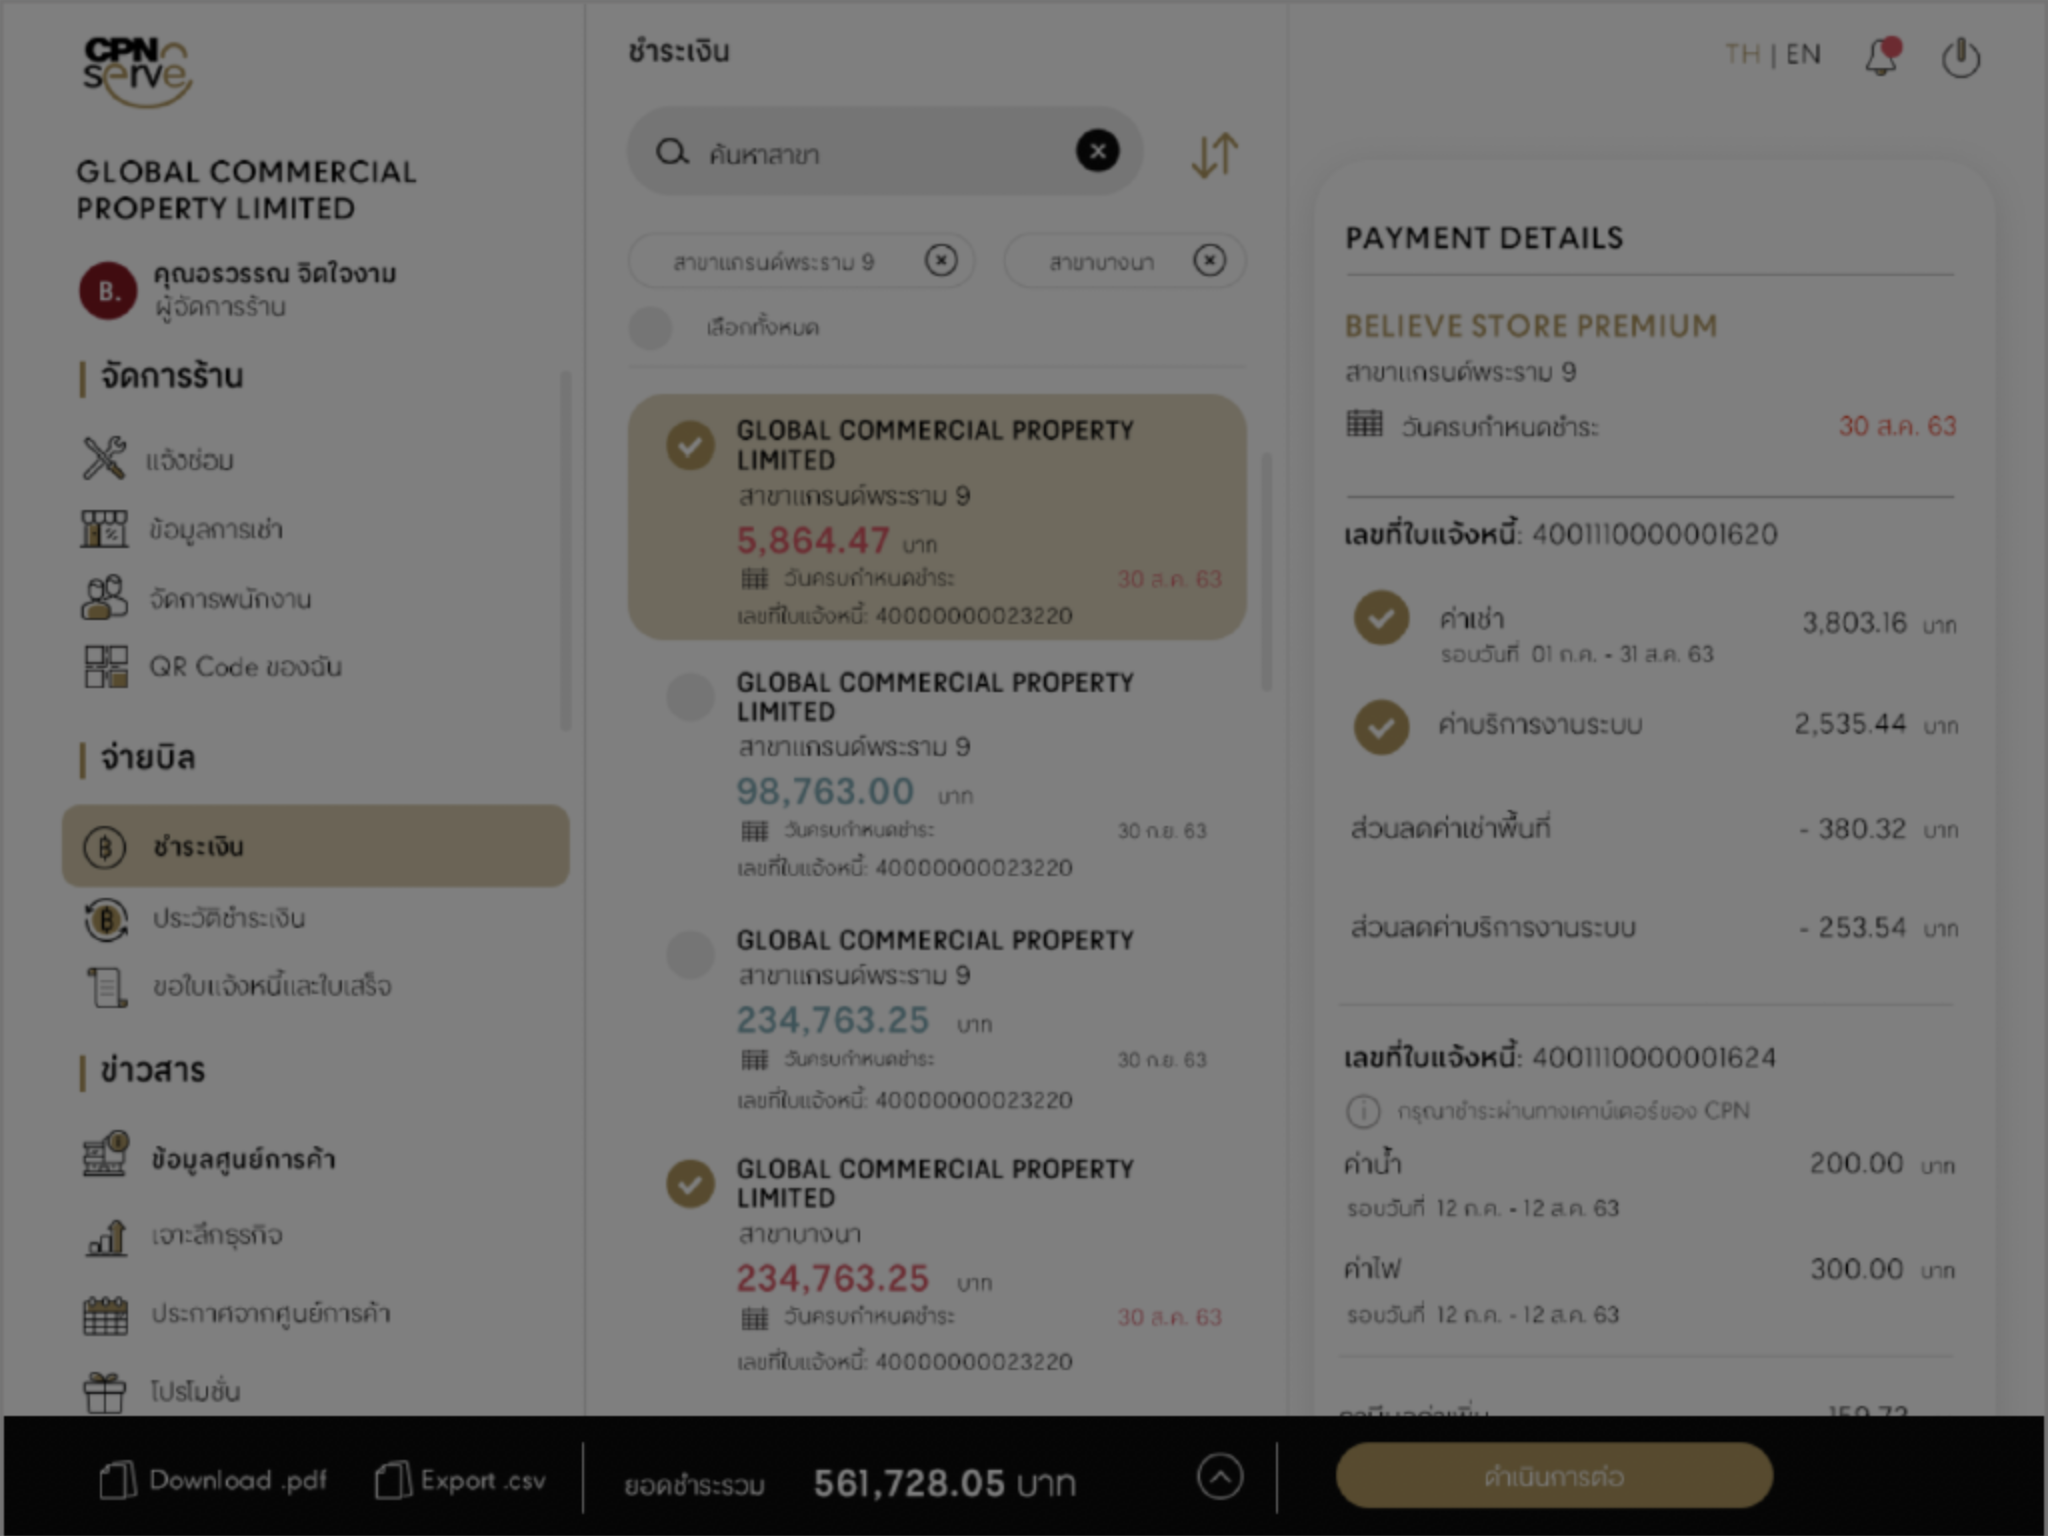 CPN
serve
GLOBAL COMMERCIAL
PROPERTY LIMITED
B.
คุณอรวรรณ จิตใจงาม
ผู้จัดการร้าน
จัดการร้าน
แจ้งซ่อม
ข้อมูลการเช่า
จัดการพนักงาน
QR Code ของฉัน
จ่ายบิล
ชำระเงิน
ประวัติชำระเงิน
ขอใบแจ้งหนี้และใบเสร็จ
ข่าวสาร
ข้อมูลศูนย์การค้า
เจาะลึกธุรกิจ
ประกาศจากศูนย์การค้า
โปรโมชั่น
ชำระเงิน
ค้นหาสาขา
สาขาแกรนด์พระราม 9
สาขาบางนา
เลือกทั้งหมด
GLOBAL COMMERCIAL PROPERTY
LIMITED
สาขาแกรนด์พระราม 9
5,864.47 บาท
วันครบกำหนดชำระ 30 ส.ค. 63
เลขที่ใบแจ้งหนี้: 40000000023220
GLOBAL COMMERCIAL PROPERTY
LIMITED
สาขาแกรนด์พระราม 9
98,763.00 บาท
วันครบกำหนดชำระ 30 ก.ย. 63
เลขที่ใบแจ้งหนี้: 40000000023220
GLOBAL COMMERCIAL PROPERTY
สาขาแกรนด์พระราม 9
234,763.25 บาท
วันครบกำหนดชำระ 30 ก.ย. 63
เลขที่ใบแจ้งหนี้: 40000000023220
GLOBAL COMMERCIAL PROPERTY
LIMITED
สาขาบางนา
234,763.25 บาท
วันครบกำหนดชำระ 30 ส.ค. 63
เลขที่ใบแจ้งหนี้: 40000000023220
TH | EN
PAYMENT DETAILS
BELIEVE STORE PREMIUM
สาขาแกรนด์พระราม 9
วันครบกำหนดชำระ 30 ส.ค. 63
เลขที่ใบแจ้งหนี้: 4001110000001620
ค่าเช่า 3,803.16 บาท
รอบวันที่ 01 ก.ค. - 31 ส.ค. 63
ค่าบริการงานระบบ 2,535.44 บาท
ส่วนลดค่าเช่าพื้นที่ - 380.32 บาท
ส่วนลดค่าบริการงานระบบ - 253.54 บาท
เลขที่ใบแจ้งหนี้: 4001110000001624
กรุณาชำระผ่านทางเคาน์เตอร์ของ CPN
ค่าน้ำ 200.00 บาท
รอบวันที่ 12 ก.ค. - 12 ส.ค. 63
ค่าไฟ 300.00 บาท
รอบวันที่ 12 ก.ค. - 12 ส.ค. 63
Download .pdf
Export .csv
ยอดชำระรวม 561,728.05 บาท
ดำเนินการต่อ